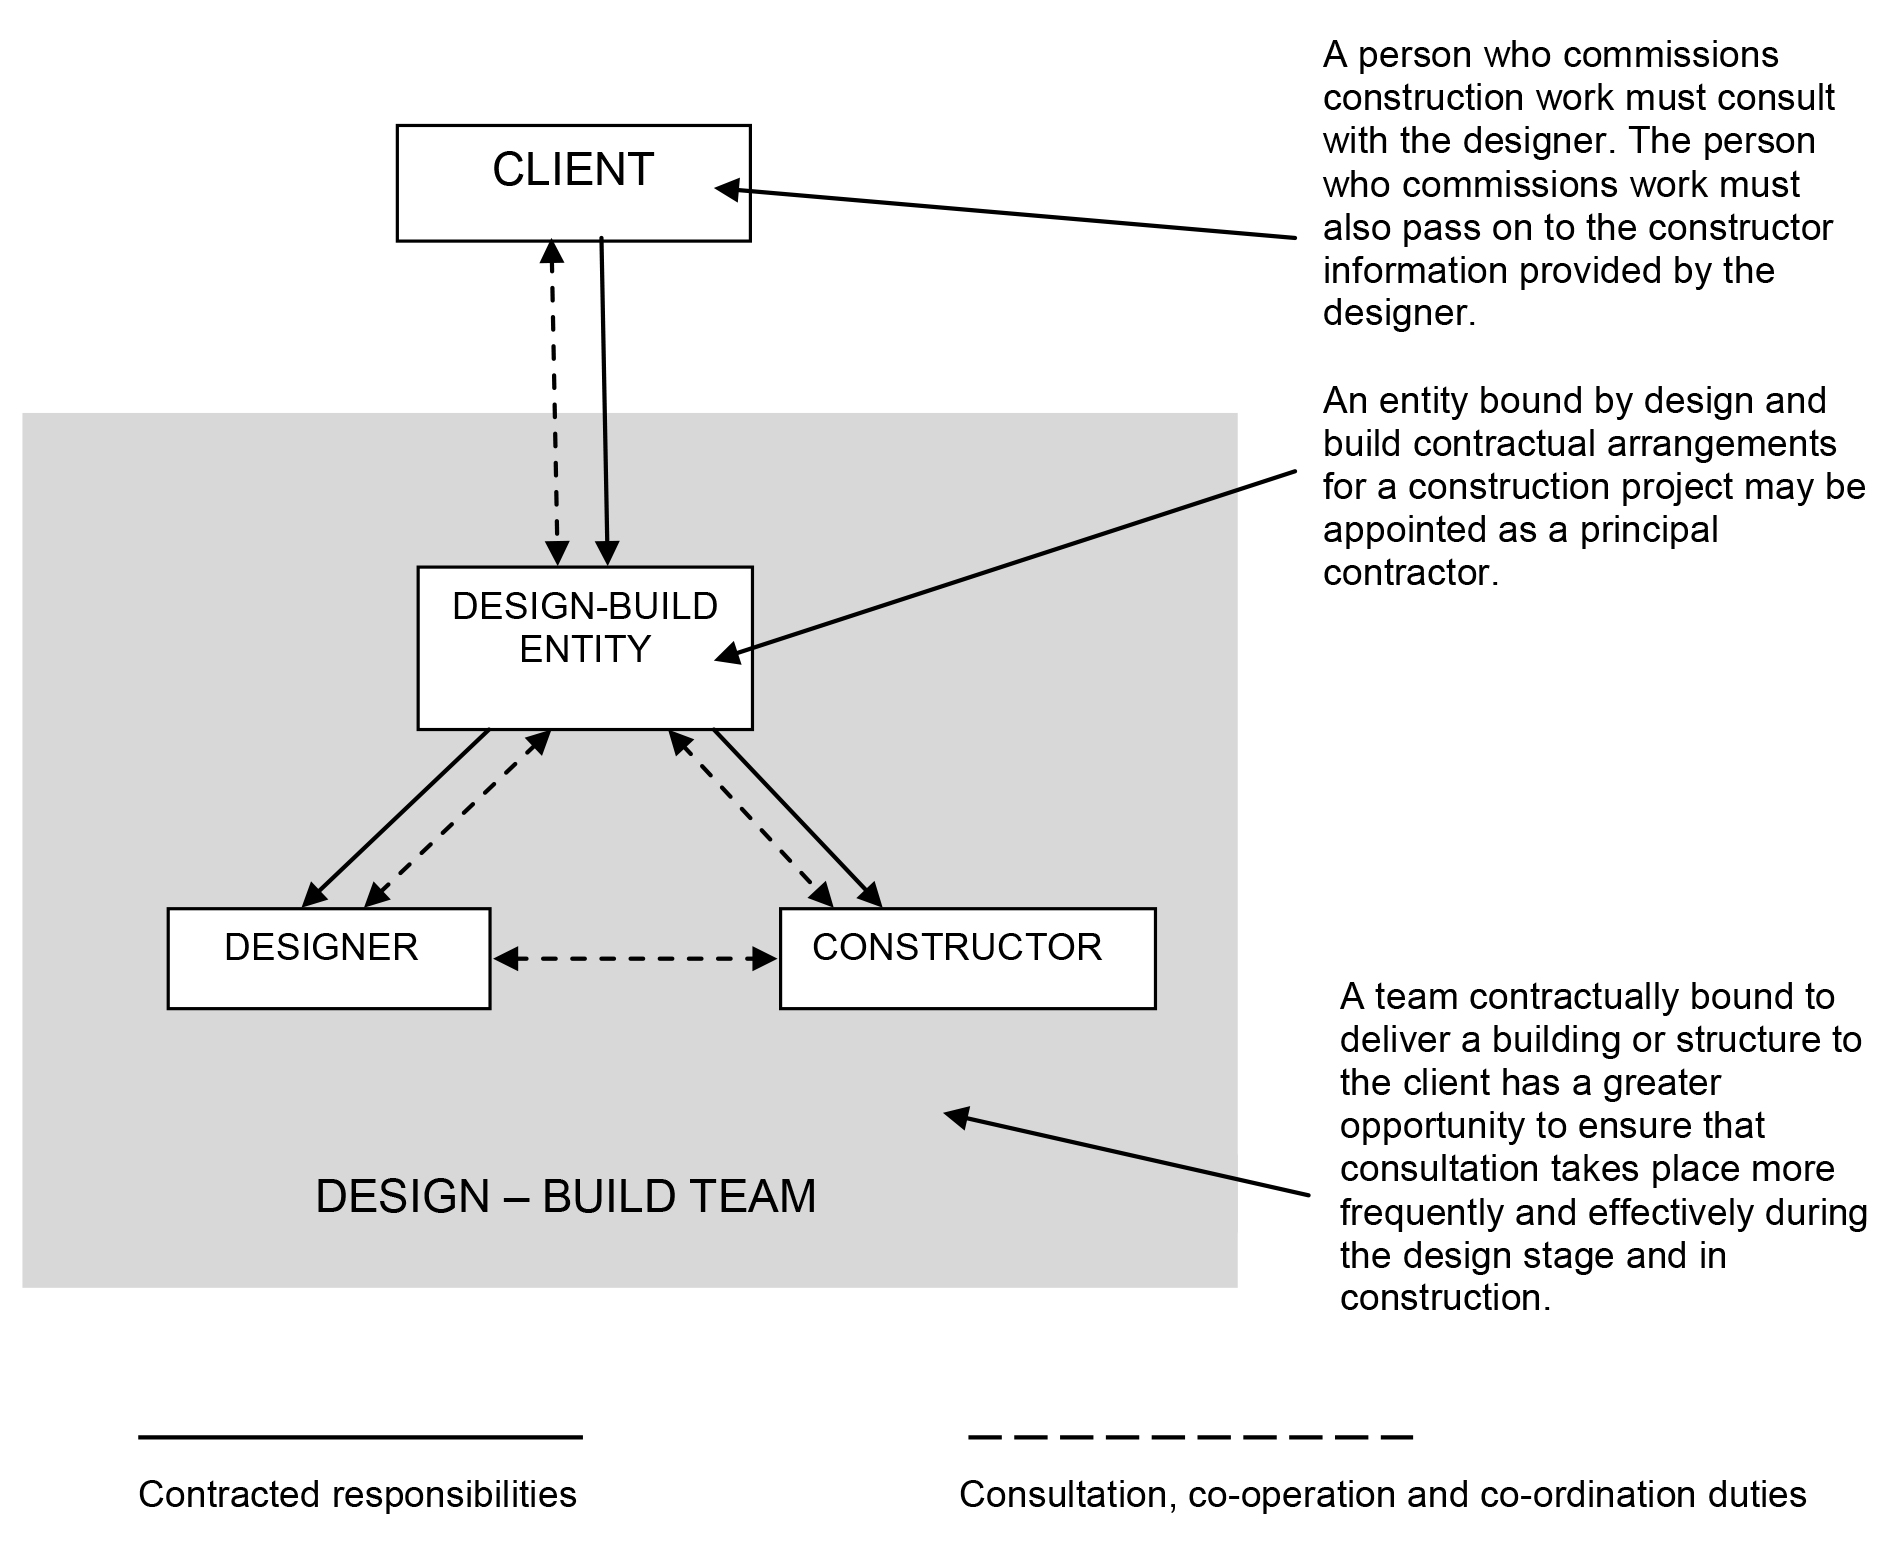 A person who commissions
construction work must consult
with the designer. The person
who commissions work must
also pass on to the constructor
information provided by the
designer.
CLIENT
An entity bound by design and
build contractual arrangements
for a construction project may be
appointed as a principal
contractor.
DESIGN-BUILD
ENTITY
DESIGNER
CONSTRUCTOR
A team contractually bound to
deliver a building or structure to
the client has a greater
opportunity to ensure that
consultation takes place more
frequently and effectively during
the design stage and in
construction.
DESIGN – BUILD TEAM
Contracted responsibilities
Consultation, co-operation and co-ordination duties